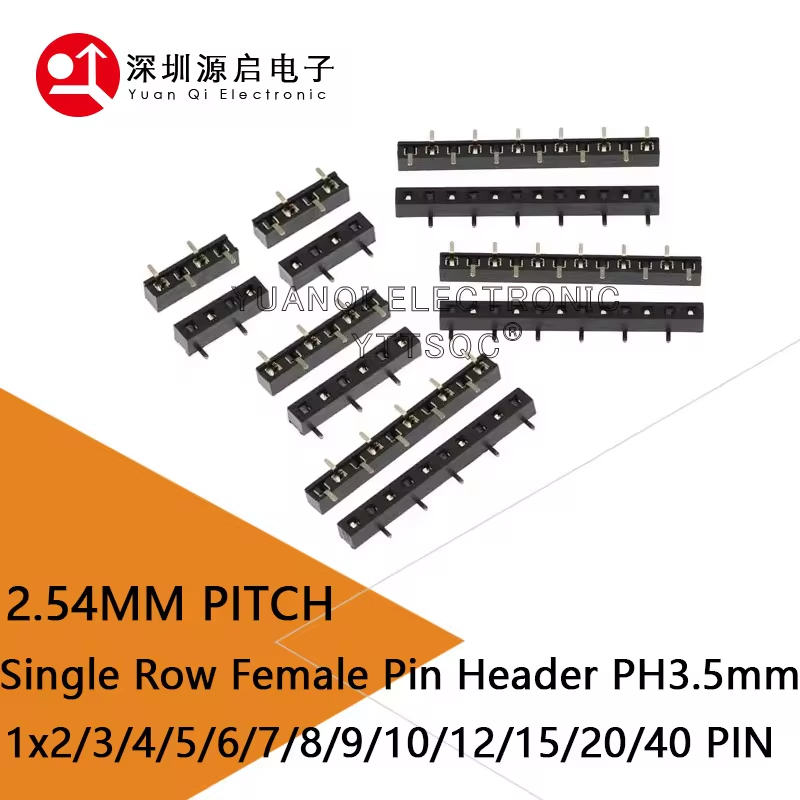 深圳源启电子
Yuan Qi Electronic
YUANQI ELECTRONIC
YTTSQC®
2.54MM PITCH
Single Row Female Pin Header PH3.5mm
1x2/3/4/5/6/7/8/9/10/12/15/20/40 PIN